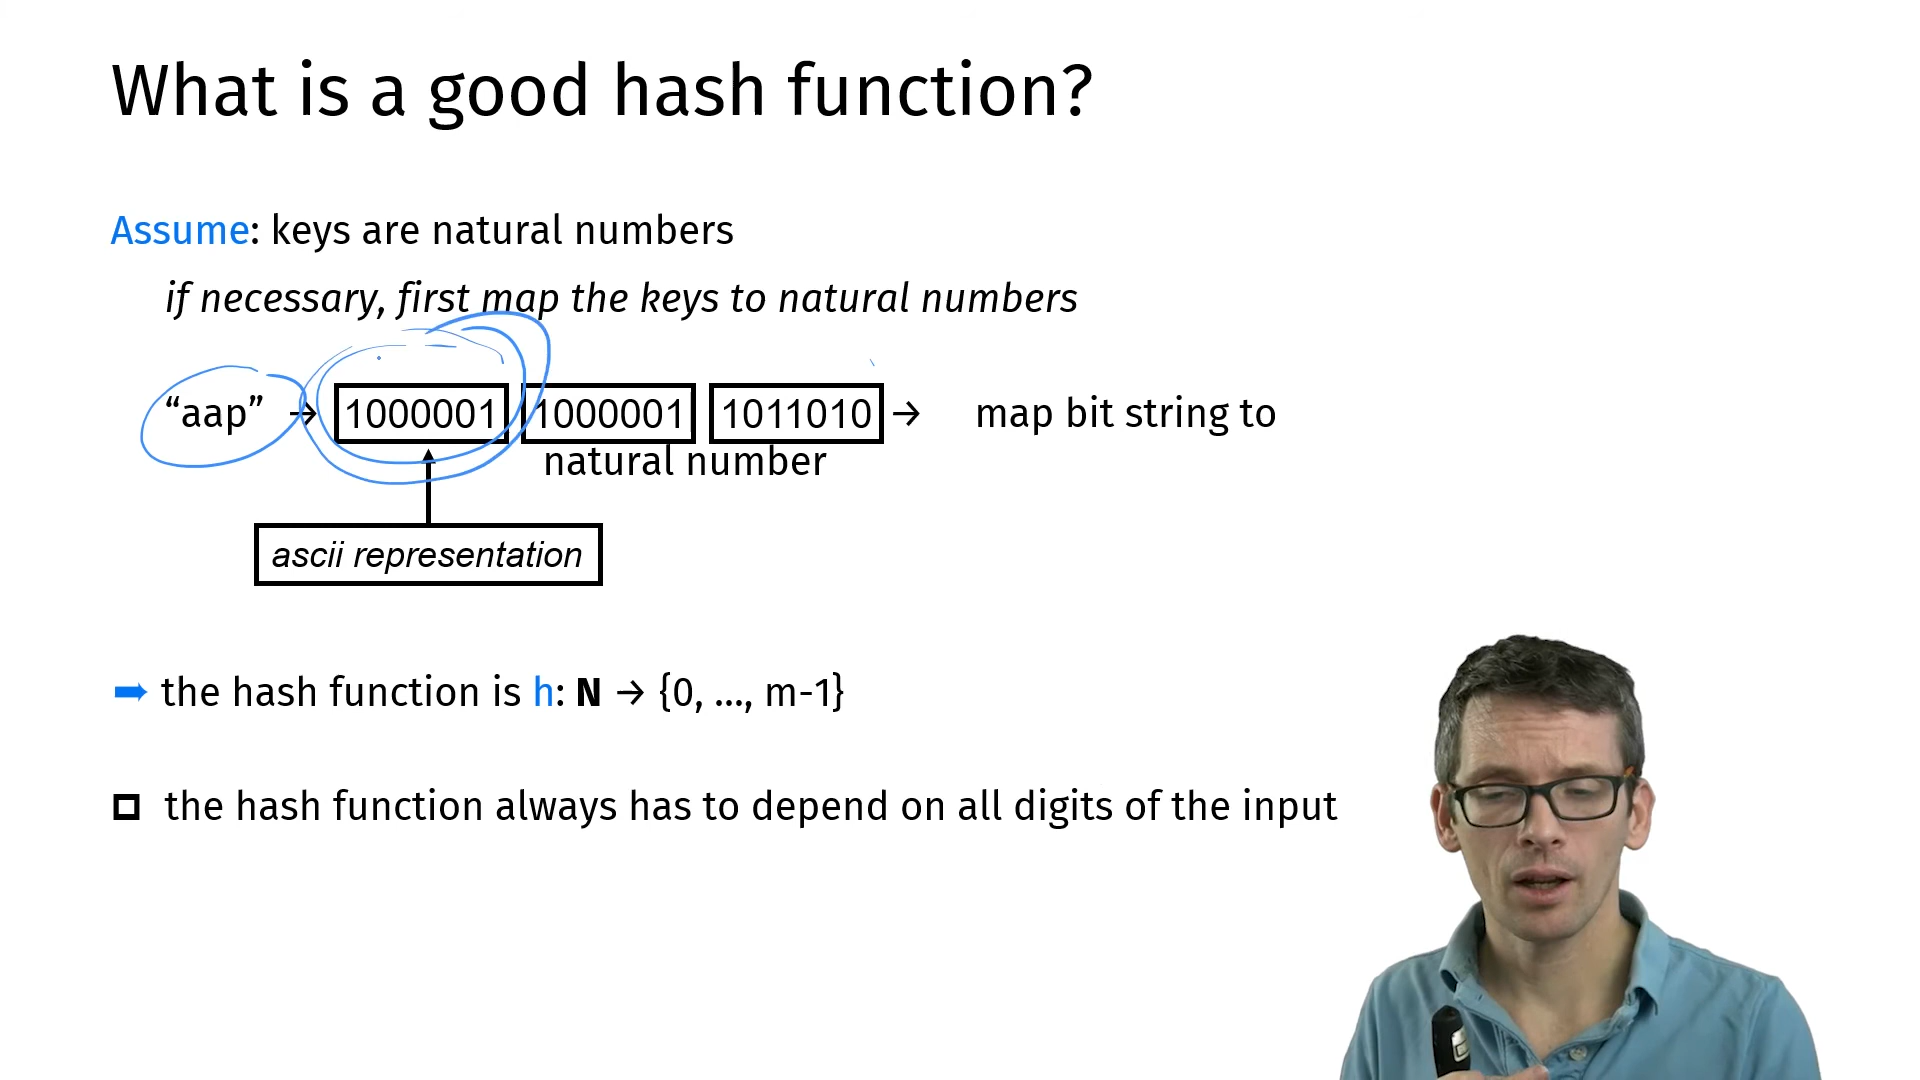 What is a good hash function?
Assume: keys are natural numbers
if necessary, first map the keys to natural numbers
“aap” → 1000001 1000001 1011010 → map bit string to
natural number
ascii representation
➡ the hash function is h: N → {0, ..., m-1}
the hash function always has to depend on all digits of the input